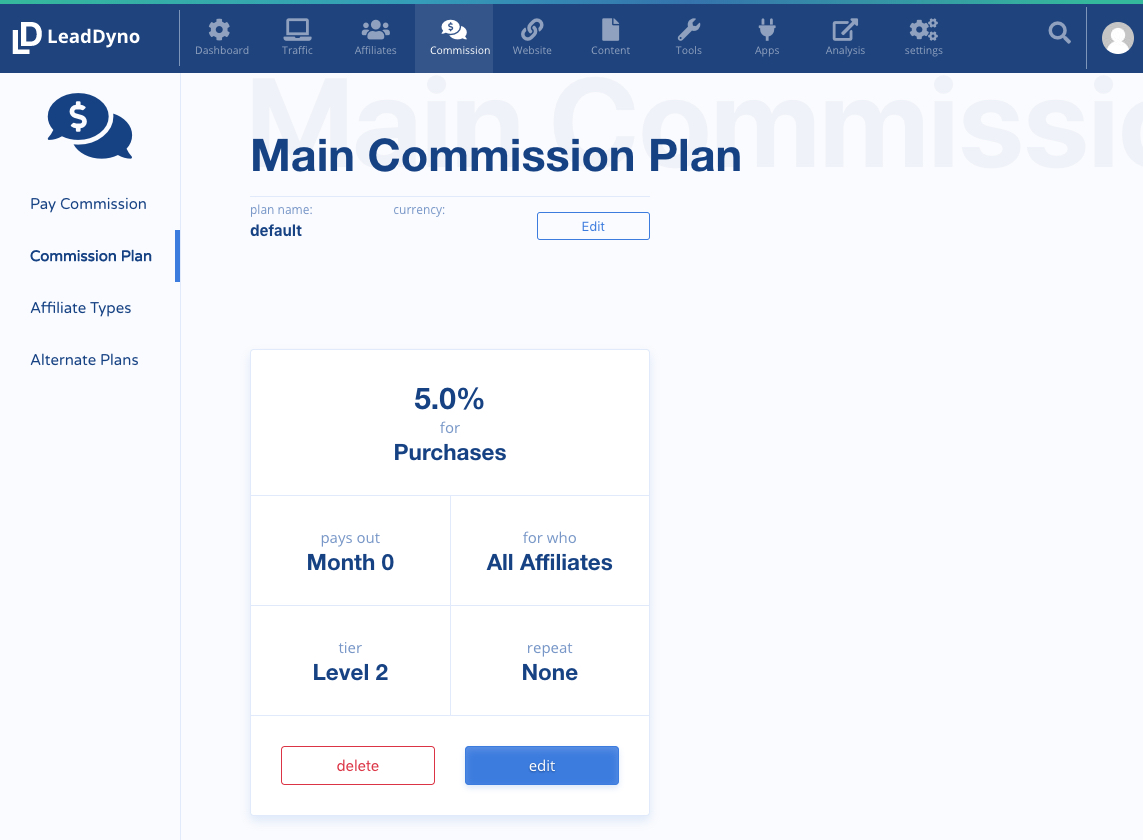 LeadDyno
Dashboard
Traffic
Affiliates
Commission
Website
Content
Tools
Apps
Analysis
settings
$
$
Pay Commission
Commission Plan
Affiliate Types
Alternate Plans
Main Commissio
Main Commission Plan
plan name:
default
currency:
Edit
5.0%
for
Purchases
pays out
Month 0
for who
All Affiliates
tier
Level 2
repeat
None
delete
edit